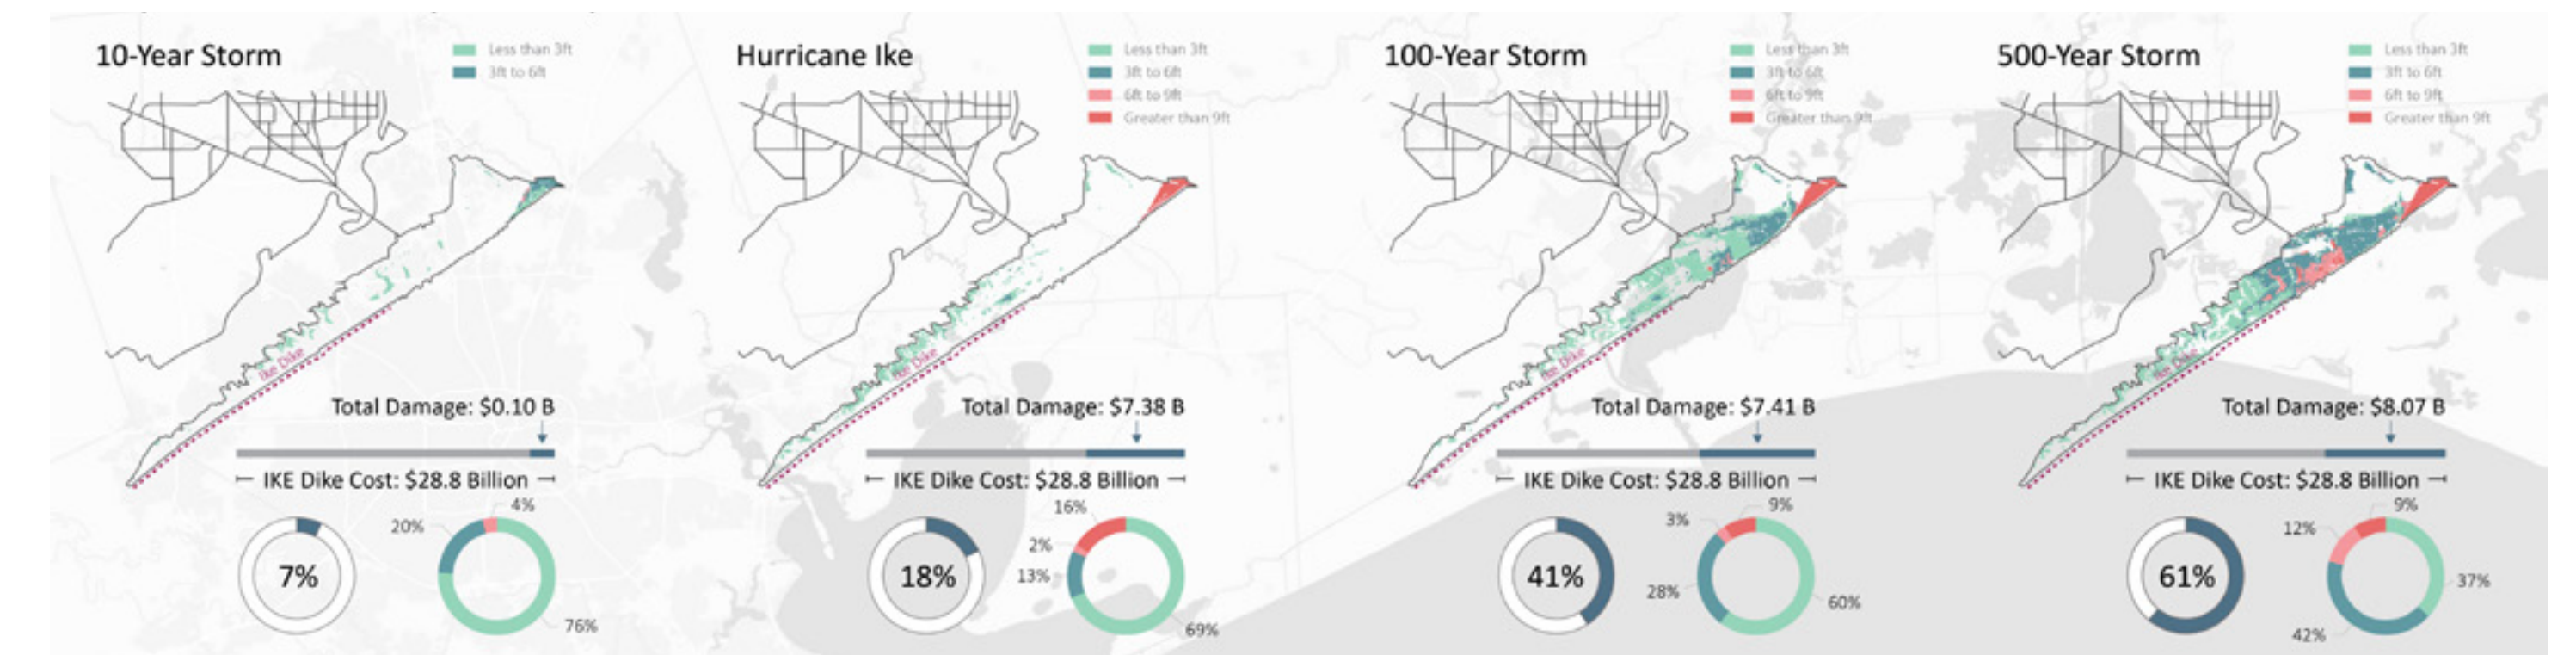 10-Year Storm
Less than 3ft
3ft to 6ft
Ike Dike
Total Damage: $0.10 B
IKE Dike Cost: $28.8 Billion
7%
4%
20%
76%
Hurricane Ike
Less than 3ft
3ft to 6ft
6ft to 9ft
Greater than 9ft
Ike Dike
Total Damage: $7.38 B
IKE Dike Cost: $28.8 Billion
18%
16%
2%
13%
69%
100-Year Storm
Less than 3ft
3ft to 6ft
6ft to 9ft
Greater than 9ft
Ike Dike
Total Damage: $7.41 B
IKE Dike Cost: $28.8 Billion
41%
9%
3%
28%
60%
500-Year Storm
Less than 3ft
3ft to 6ft
6ft to 9ft
Greater than 9ft
Ike Dike
Total Damage: $8.07 B
IKE Dike Cost: $28.8 Billion
61%
9%
12%
37%
42%